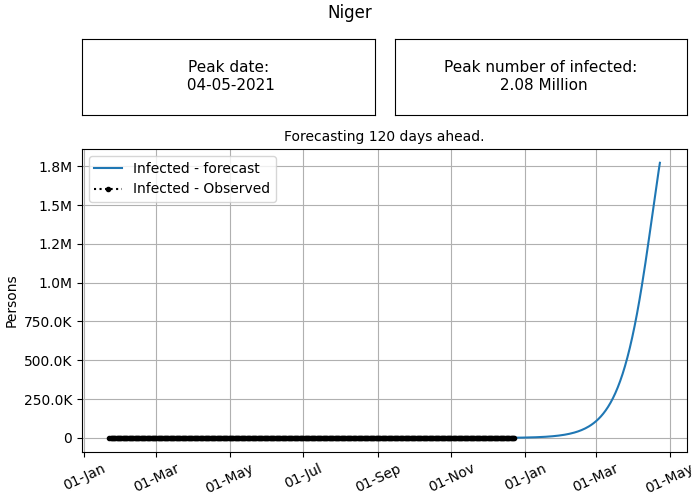 Niger
Peak date:
04-05-2021
Peak number of infected:
2.08 Million
Forecasting 120 days ahead.
Infected - forecast
Infected - Observed
Persons
1.8M
1.5M
1.2M
1.0M
750.0K
500.0K
250.0K
0
01-Jan
01-Mar
01-May
01-Jul
01-Sep
01-Nov
01-Jan
01-Mar
01-May